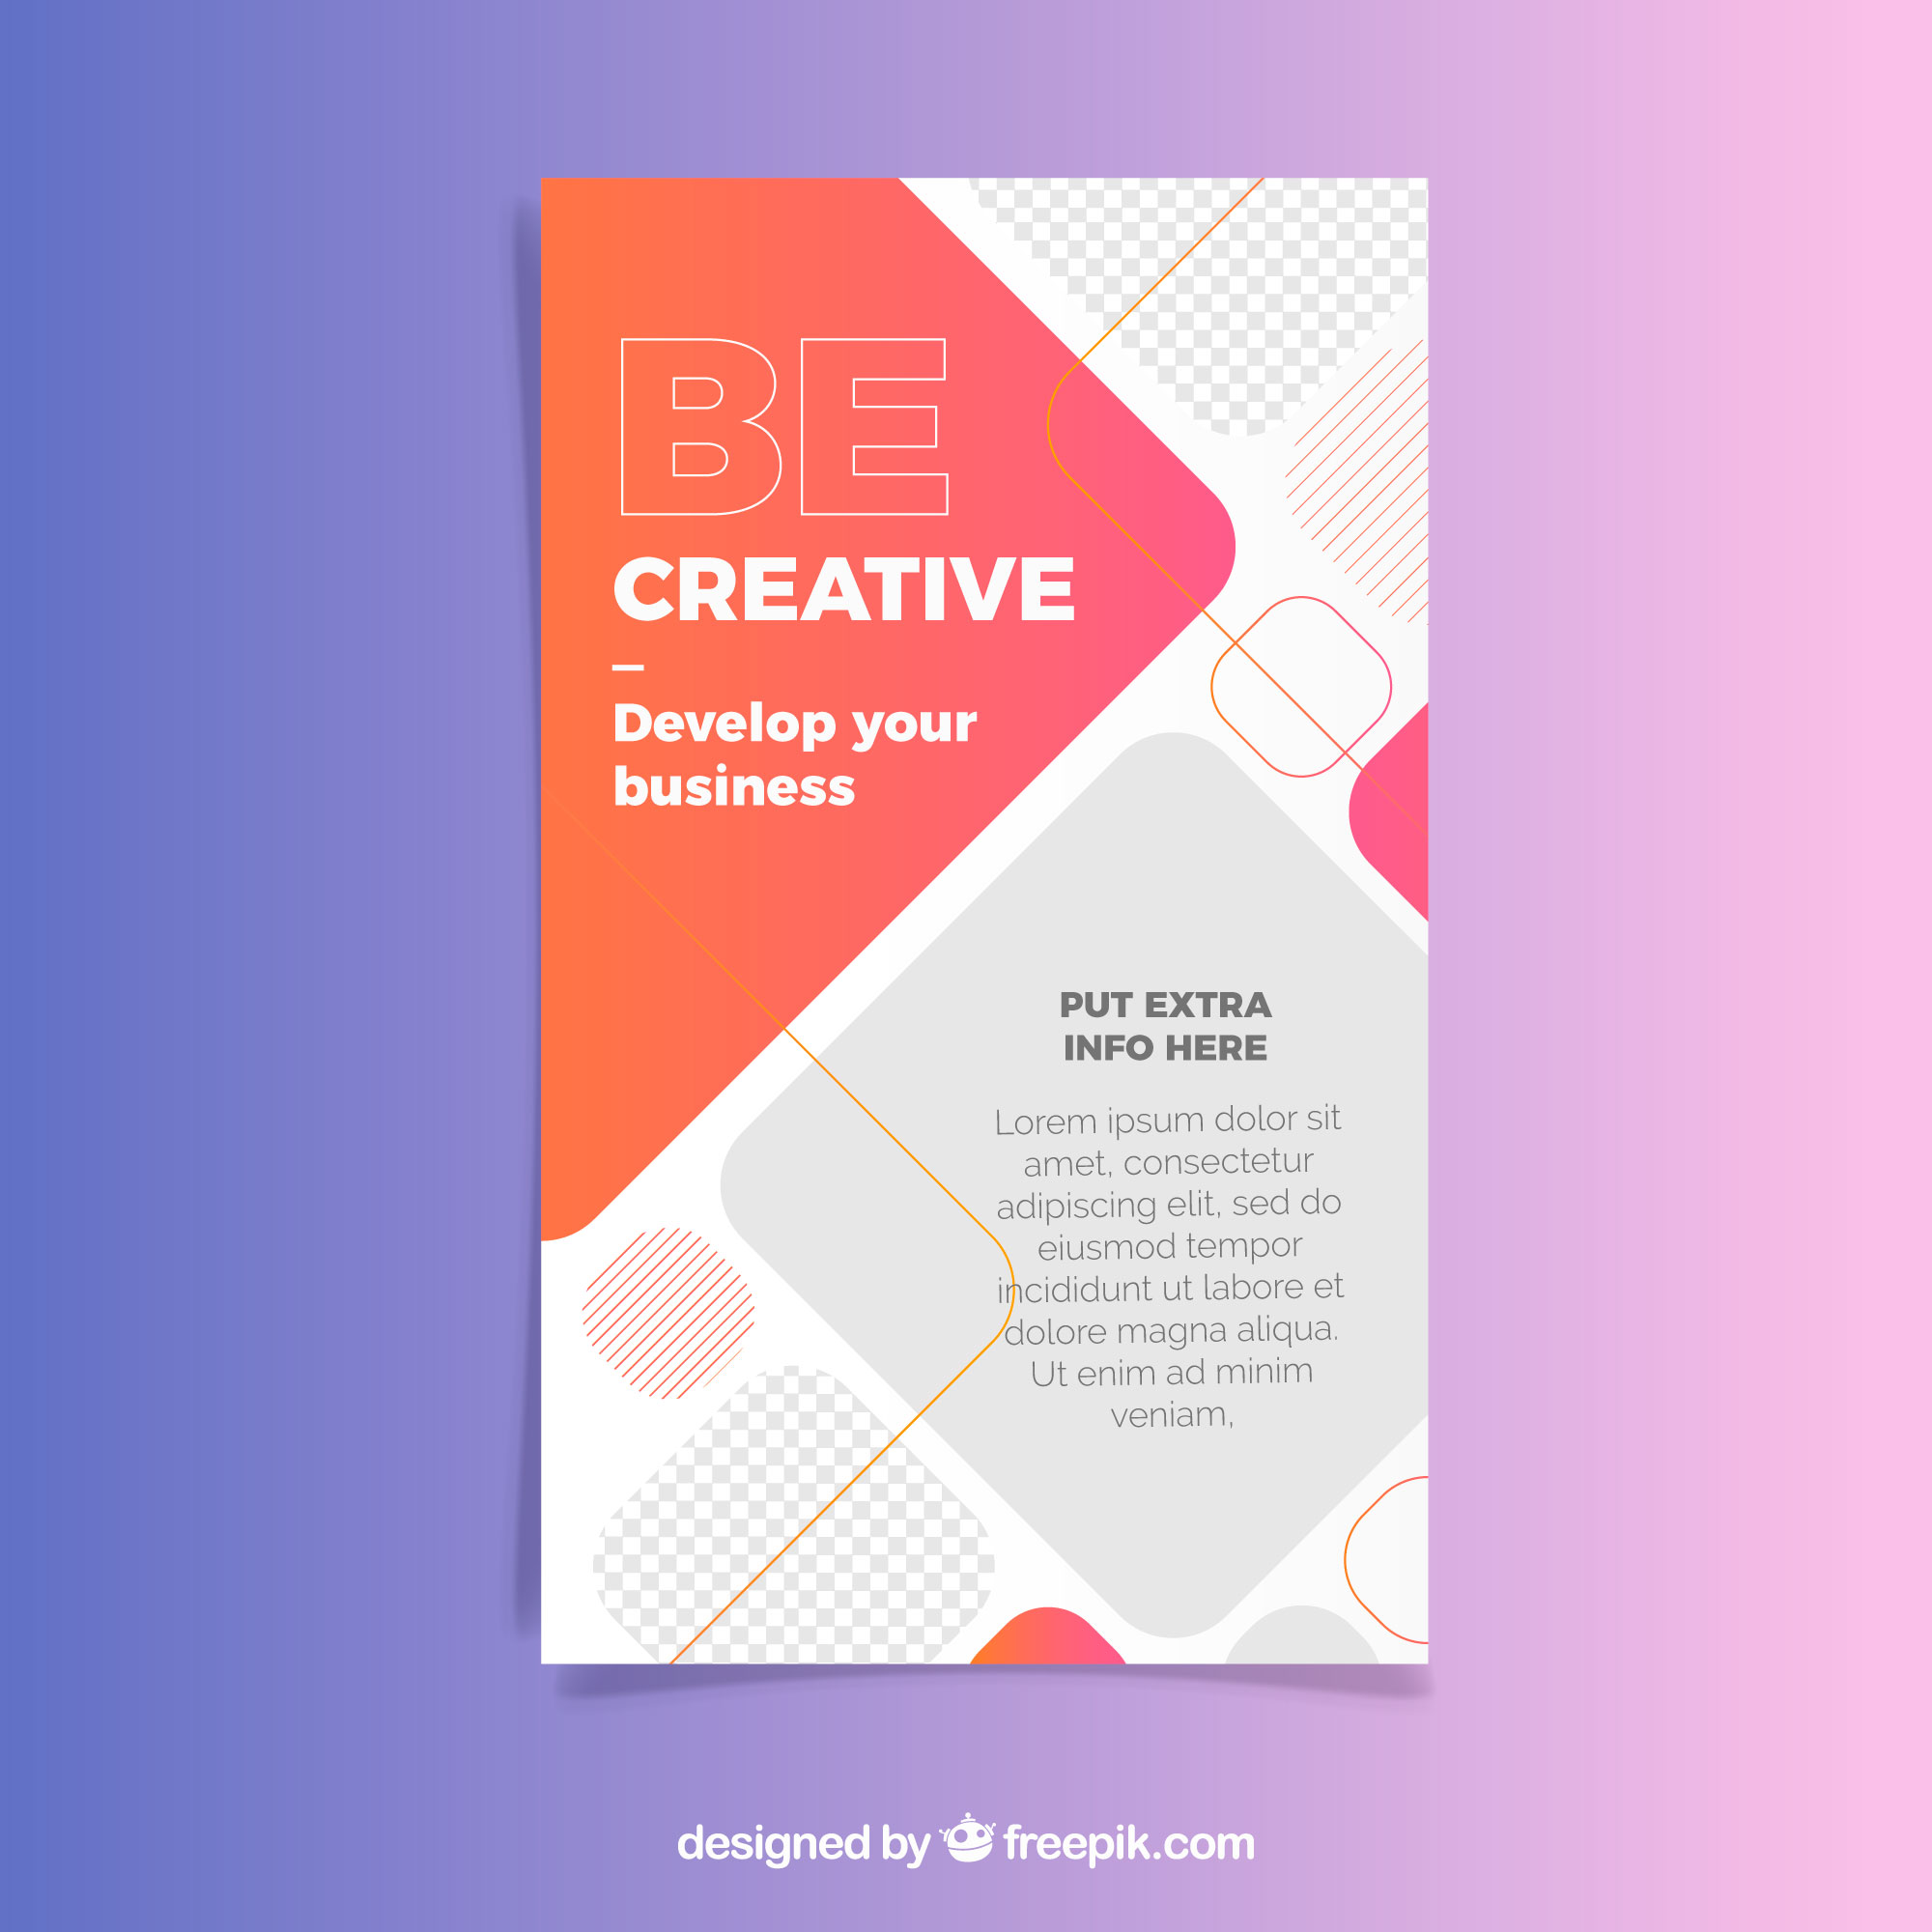 BE
CREATIVE
Develop your
business
PUT EXTRA
INFO HERE
Lorem ipsum dolor sit
amet, consectetur
adipiscing elit, sed do
eiusmod tempor
incididunt ut labore et
dolore magna aliqua.
Ut enim ad minim
veniam,
designed by freepik.com